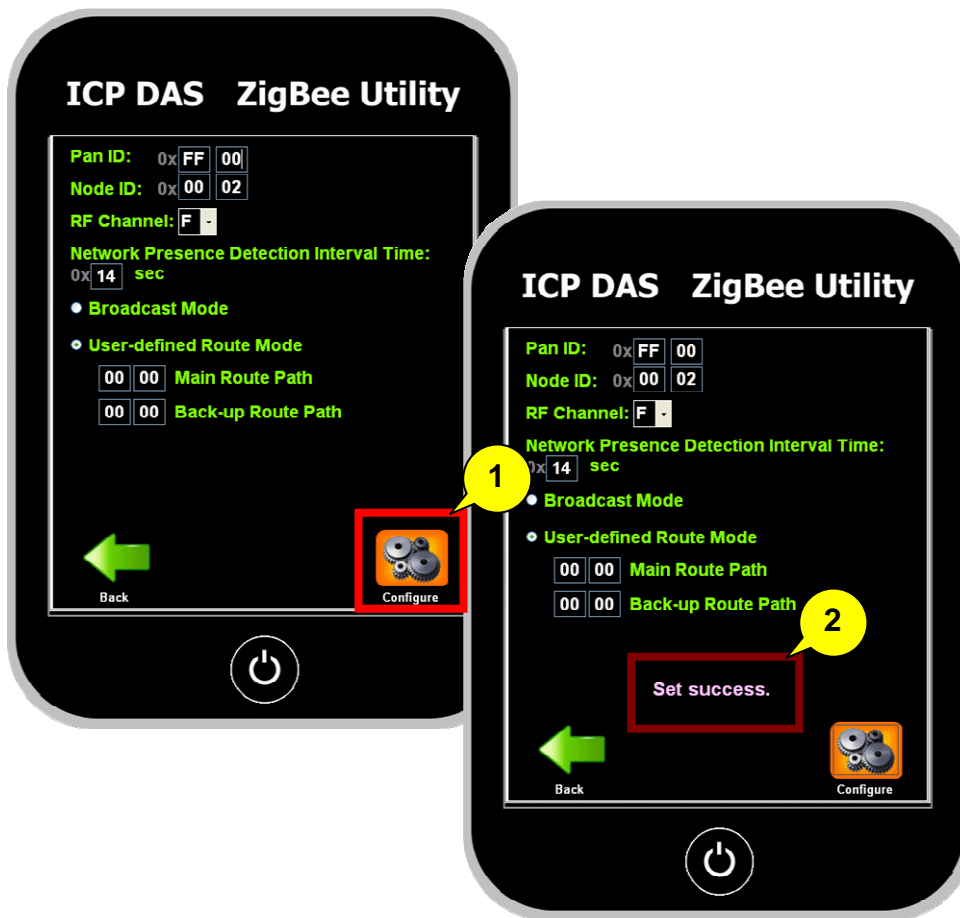 ICP DAS ZigBee Utility
Pan ID: 0x FF 00
Node ID: 0x 00 02
RF Channel: F
Network Presence Detection Interval Time:
0x 14 sec
Broadcast Mode
User-defined Route Mode
00 00 Main Route Path
00 00 Back-up Route Path
1
Back
Configure
ICP DAS ZigBee Utility
Pan ID: 0x FF 00
Node ID: 0x 00 02
RF Channel: F
Network Presence Detection Interval Time:
0x 14 sec
Broadcast Mode
User-defined Route Mode
00 00 Main Route Path
00 00 Back-up Route Path
2
Set success.
Back
Configure